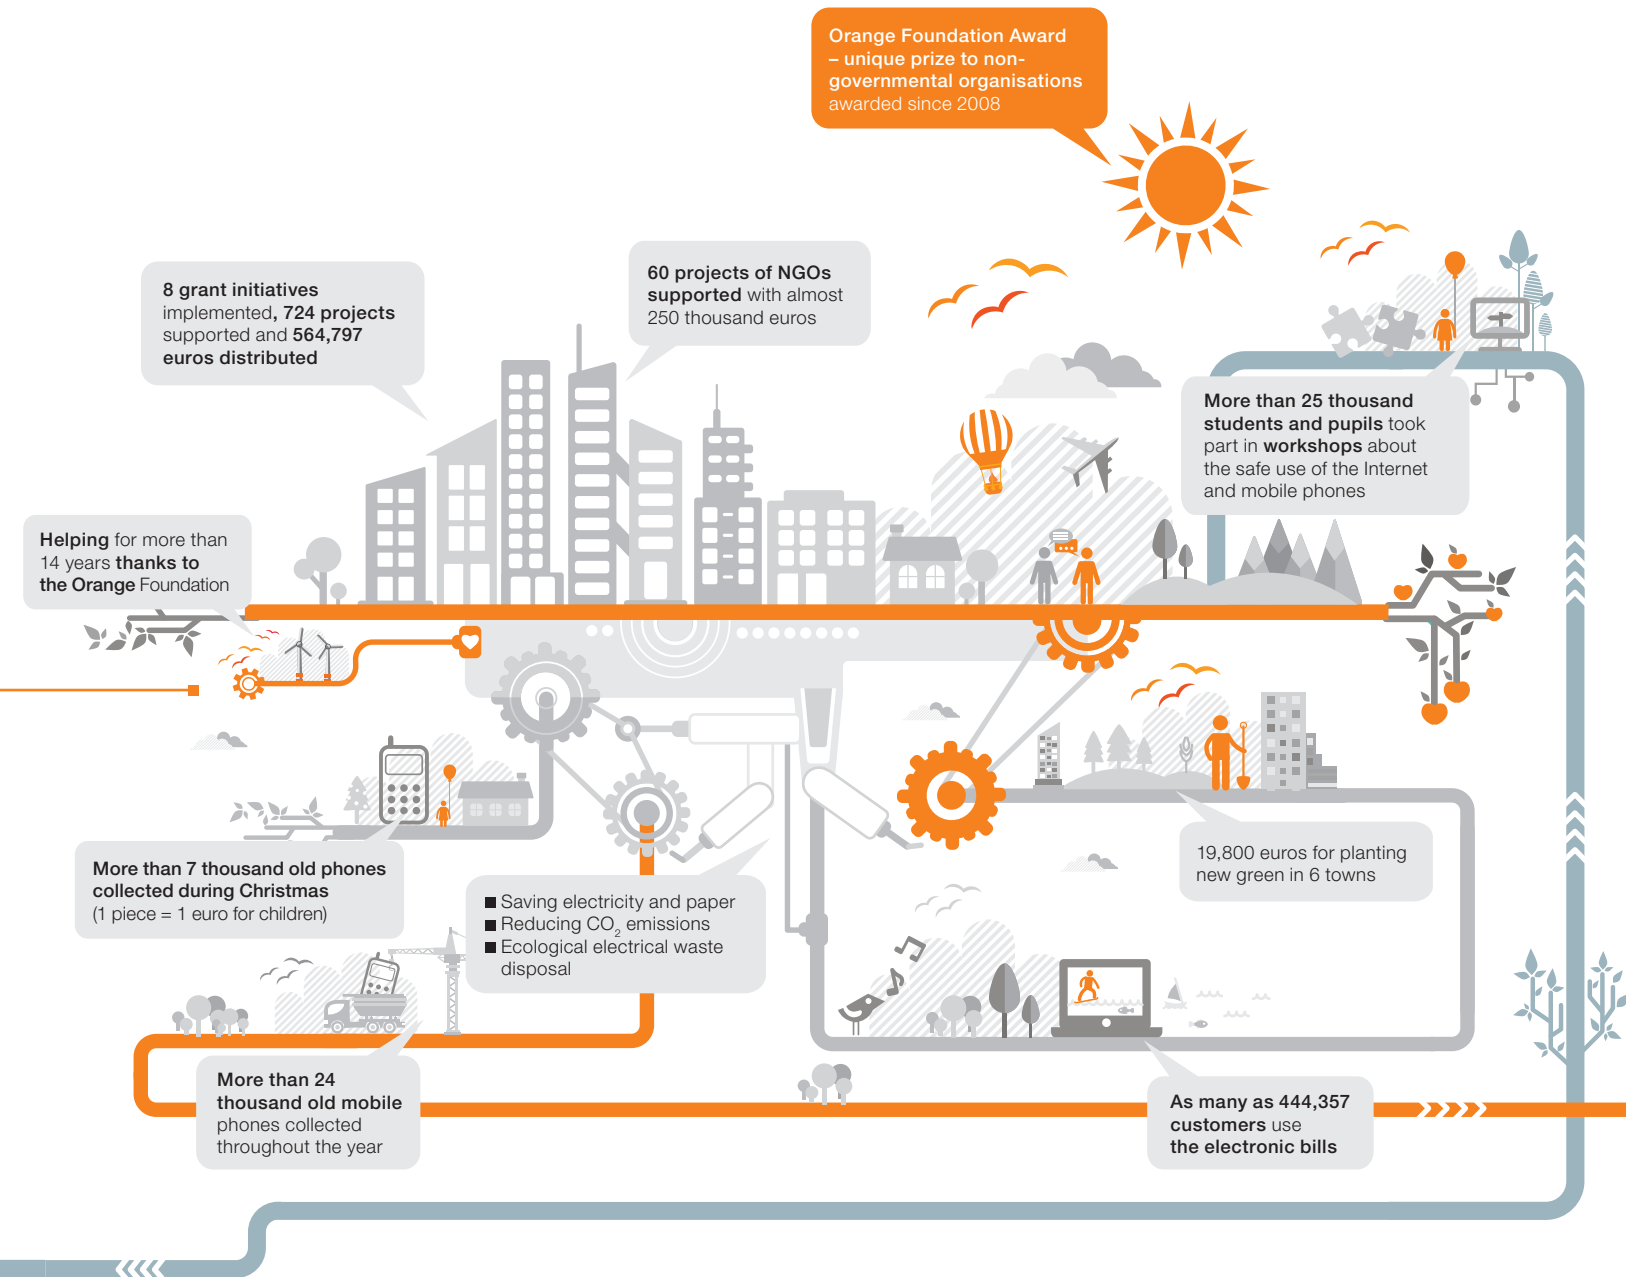 Orange Foundation Award
– unique prize to non-
governmental organisations
awarded since 2008
8 grant initiatives
implemented, 724 projects
supported and 564,797
euros distributed
60 projects of NGOs
supported with almost
250 thousand euros
More than 25 thousand
students and pupils took
part in workshops about
the safe use of the Internet
and mobile phones
Helping for more than
14 years thanks to
the Orange Foundation
More than 7 thousand old phones
collected during Christmas
(1 piece = 1 euro for children)
■ Saving electricity and paper
■ Reducing CO₂ emissions
■ Ecological electrical waste
disposal
19,800 euros for planting
new green in 6 towns
More than 24
thousand old mobile
phones collected
throughout the year
As many as 444,357
customers use
the electronic bills